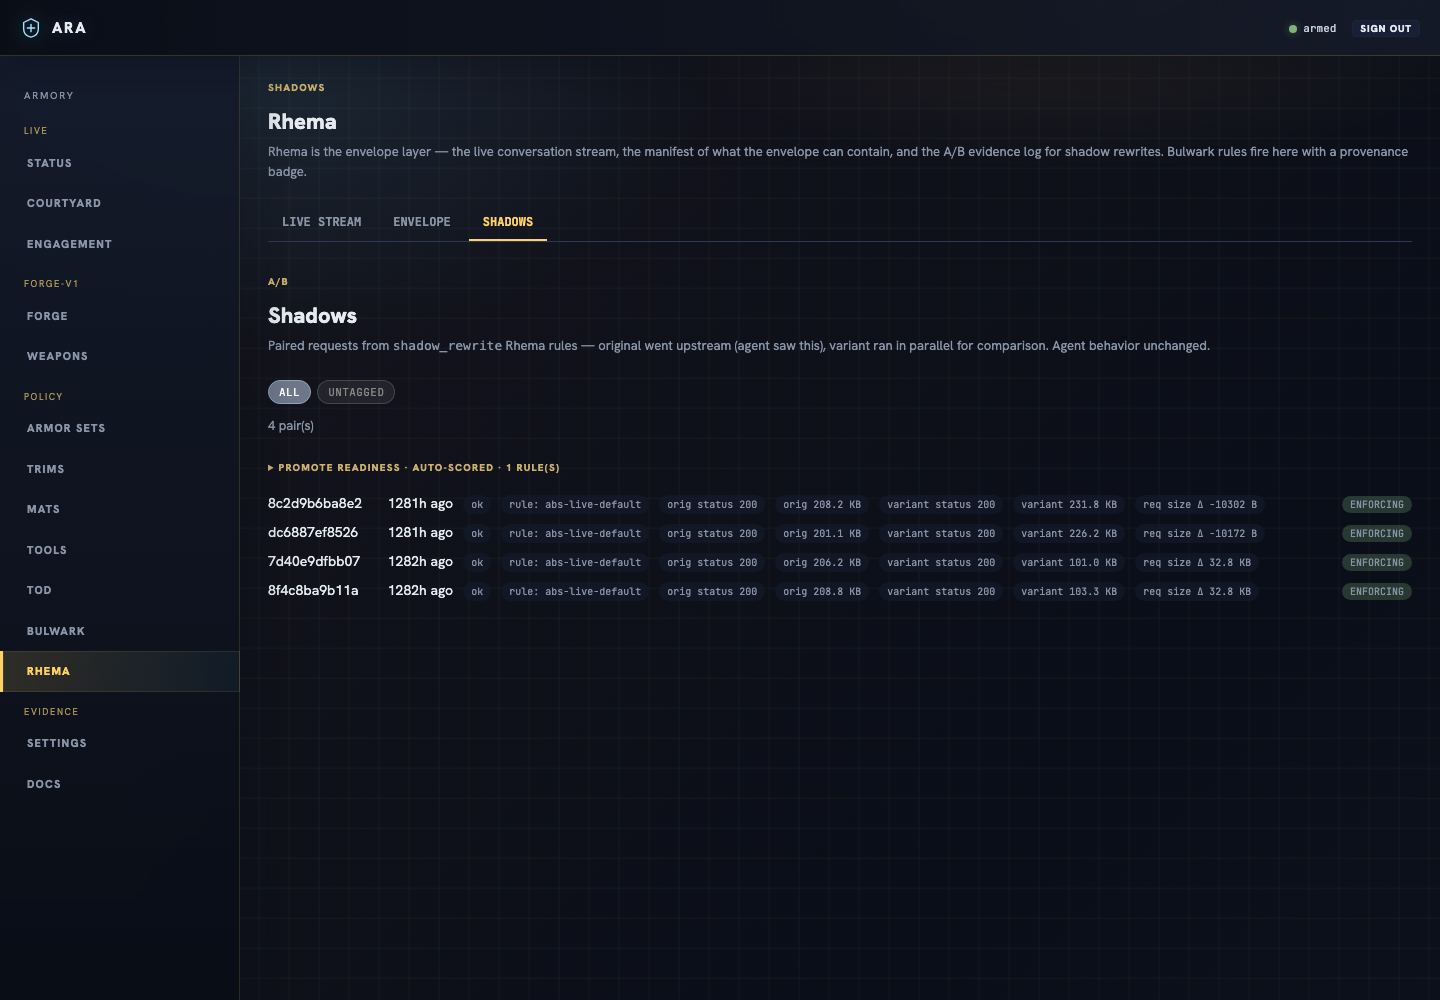 ARA
armed
SIGN OUT
ARMORY
LIVE
STATUS
COURTYARD
ENGAGEMENT
FORGE-V1
FORGE
WEAPONS
POLICY
ARMOR SETS
TRIMS
MATS
TOOLS
TOD
BULWARK
RHEMA
EVIDENCE
SETTINGS
DOCS
SHADOWS
Rhema
Rhema is the envelope layer — the live conversation stream, the manifest of what the envelope can contain, and the A/B evidence log for shadow rewrites. Bulwark rules fire here with a provenance
badge.
LIVE STREAM ENVELOPE SHADOWS
A/B
Shadows
Paired requests from shadow_rewrite Rhema rules — original went upstream (agent saw this), variant ran in parallel for comparison. Agent behavior unchanged.
ALL UNTAGGED
4 pair(s)
▸ PROMOTE READINESS · AUTO-SCORED · 1 RULE(S)
8c2d9b6ba8e2 1281h ago ok rule: abs-live-default orig status 200 orig 208.2 KB variant status 200 variant 231.8 KB req size Δ -10302 B ENFORCING
dc6887ef8526 1281h ago ok rule: abs-live-default orig status 200 orig 201.1 KB variant status 200 variant 226.2 KB req size Δ -10172 B ENFORCING
7d40e9dfbb07 1282h ago ok rule: abs-live-default orig status 200 orig 206.2 KB variant status 200 variant 101.0 KB req size Δ 32.8 KB ENFORCING
8f4c8ba9b11a 1282h ago ok rule: abs-live-default orig status 200 orig 208.8 KB variant status 200 variant 103.3 KB req size Δ 32.8 KB ENFORCING